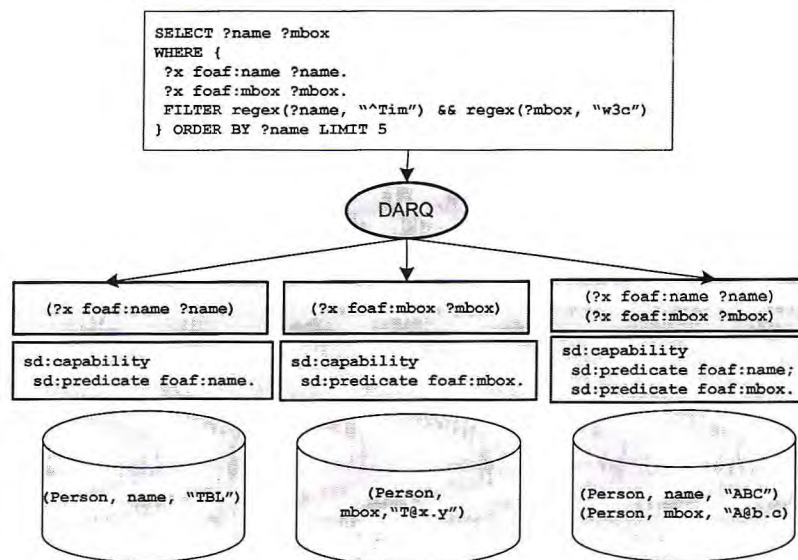 SELECT ?name ?mbox
WHERE {
?x foaf:name ?name.
?x foaf:mbox ?mbox.
FILTER regex(?name, “^Tim”) && regex(?mbox, “w3c”)
} ORDER BY ?name LIMIT 5
DARQ
(?x foaf:name ?name)
(?x foaf:mbox ?mbox)
(?x foaf:name ?name)
(?x foaf:mbox ?mbox)
sd:capability
sd:predicate foaf:name.
sd:capability
sd:predicate foaf:mbox.
sd:capability
sd:predicate foaf:name;
sd:predicate foaf:mbox.
(Person, name, “TBL”)
(Person,
mbox,“T@x.y”)
(Person, name, “ABC”)
(Person, mbox, “A@b.c)